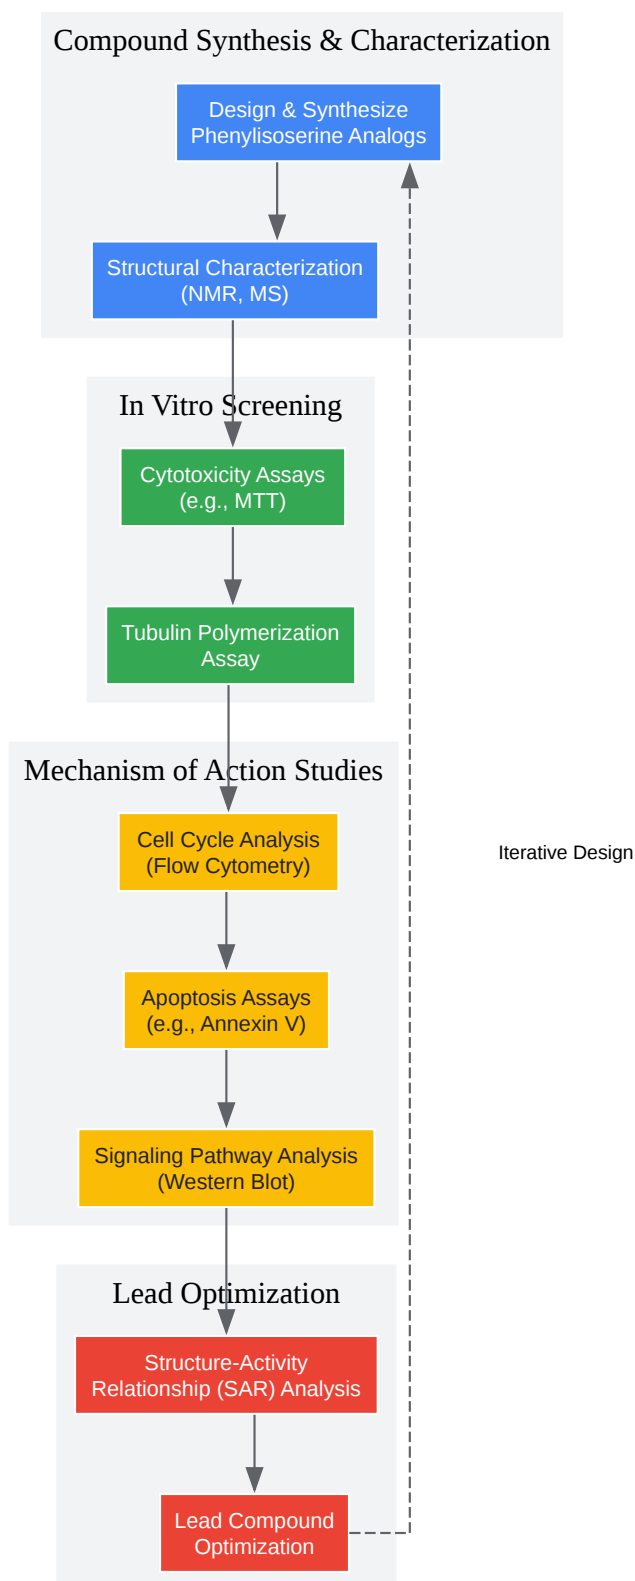 Compound Synthesis & Characterization
Design & Synthesize
Phenylisoserine Analogs
Structural Characterization
(NMR, MS)
In Vitro Screening
Cytotoxicity Assays
(e.g., MTT)
Tubulin Polymerization
Assay
Mechanism of Action Studies
Cell Cycle Analysis
(Flow Cytometry)
Iterative Design
Apoptosis Assays
(e.g., Annexin V)
Signaling Pathway Analysis
(Western Blot)
Lead Optimization
Structure-Activity
Relationship (SAR) Analysis
Lead Compound
Optimization